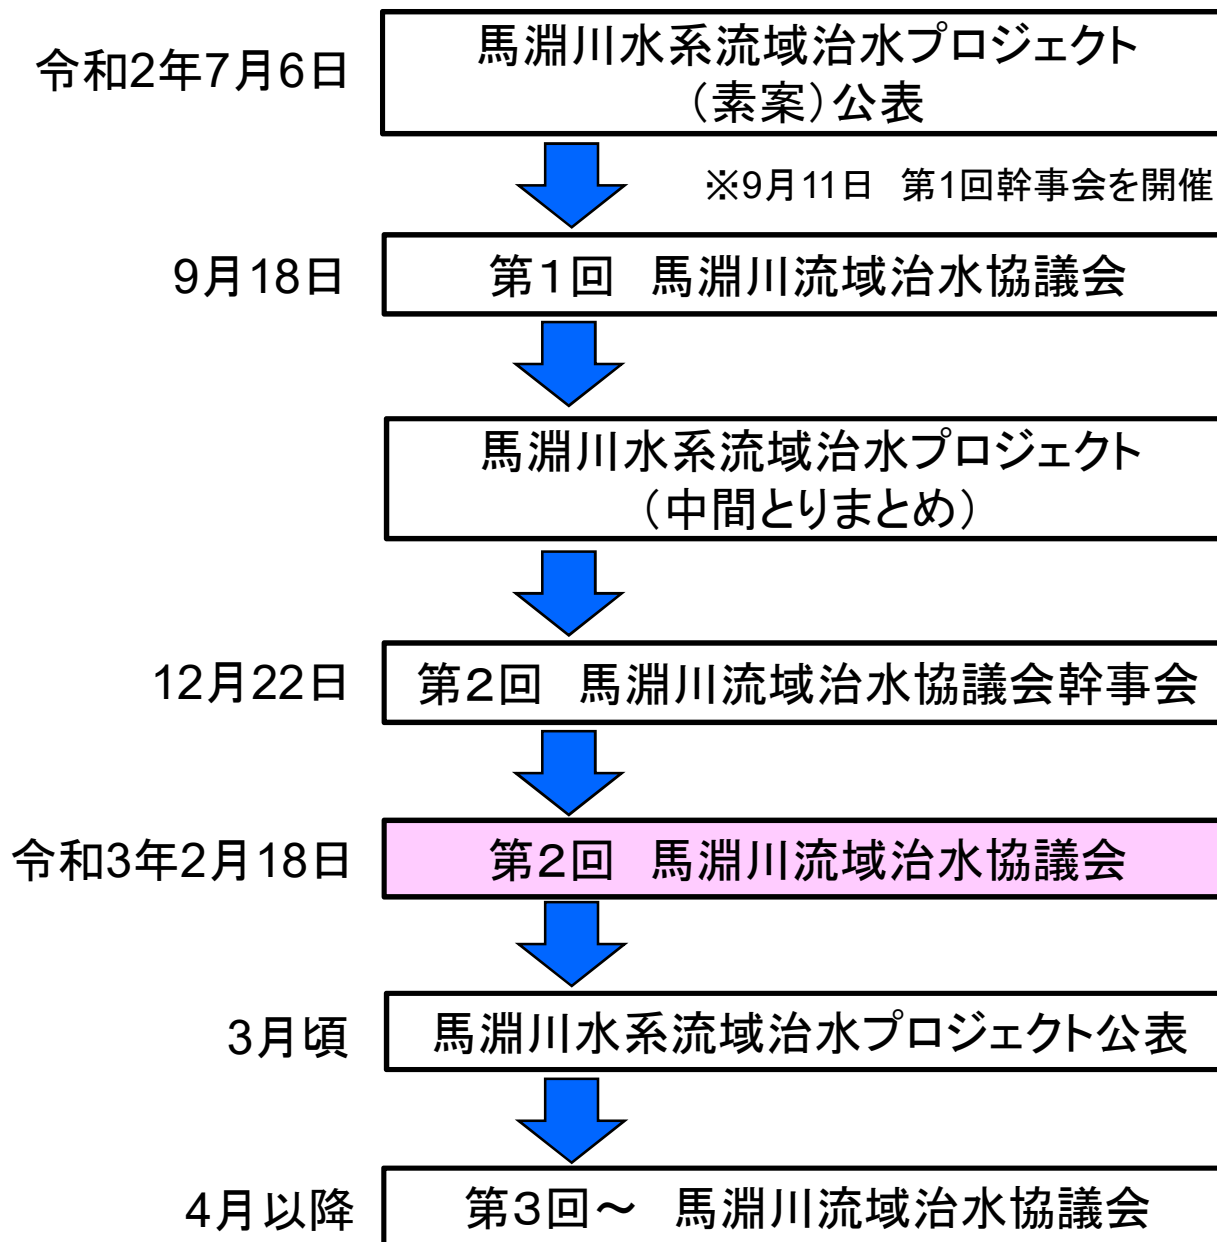 令和2年7月6日
馬淵川水系流域治水プロジェクト
（素案）公表
※9月11日　第1回幹事会を開催
9月18日
第１回　馬淵川流域治水協議会
馬淵川水系流域治水プロジェクト
（中間とりまとめ）
12月22日
第２回　馬淵川流域治水協議会幹事会
令和3年2月18日
第２回　馬淵川流域治水協議会
3月頃
馬淵川水系流域治水プロジェクト公表
4月以降
第３回～　馬淵川流域治水協議会